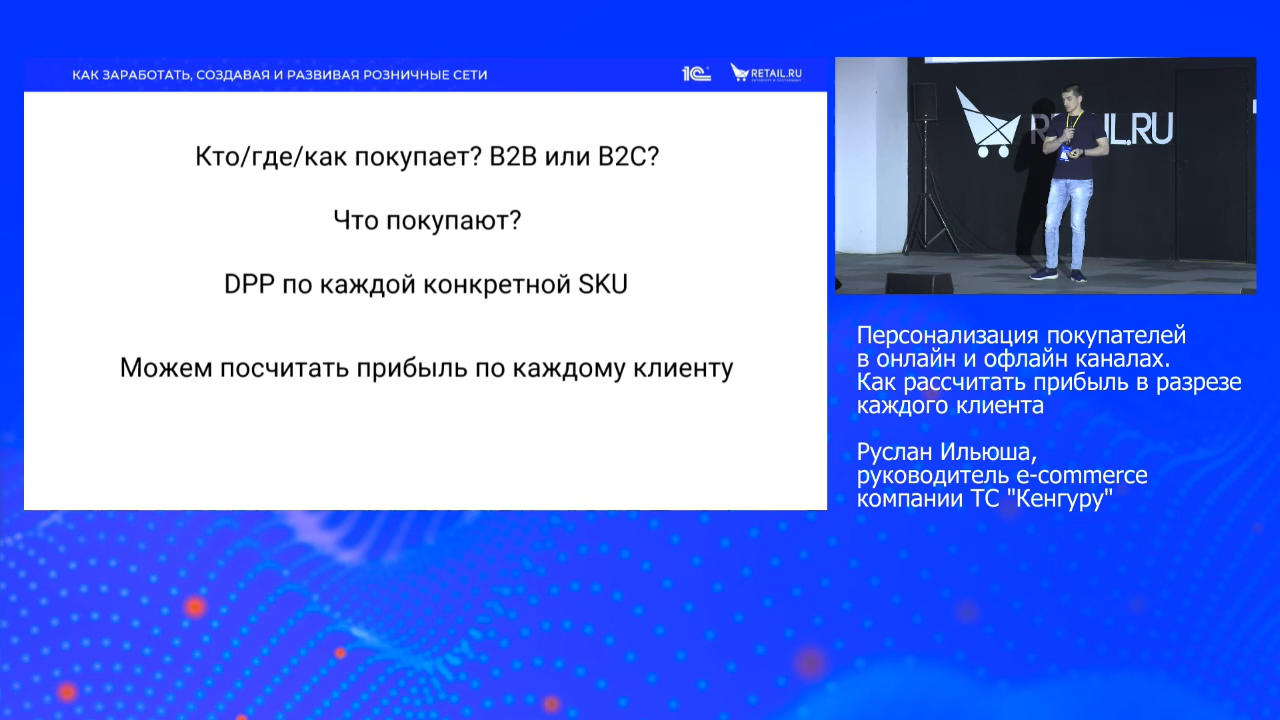 КАК ЗАРАБОТАТЬ, СОЗДАВАЯ И РАЗВИВАЯ РОЗНИЧНЫЕ СЕТИ
1С RETAIL.RU
Кто/где/как покупает? B2B или B2C?
Что покупают?
DPP по каждой конкретной SKU
Можем посчитать прибыль по каждому клиенту
Персонализация покупателей
в онлайн и офлайн каналах.
Как рассчитать прибыль в разрезе
каждого клиента
Руслан Ильюша,
руководитель e-commerce
компании ТС "Кенгуру"